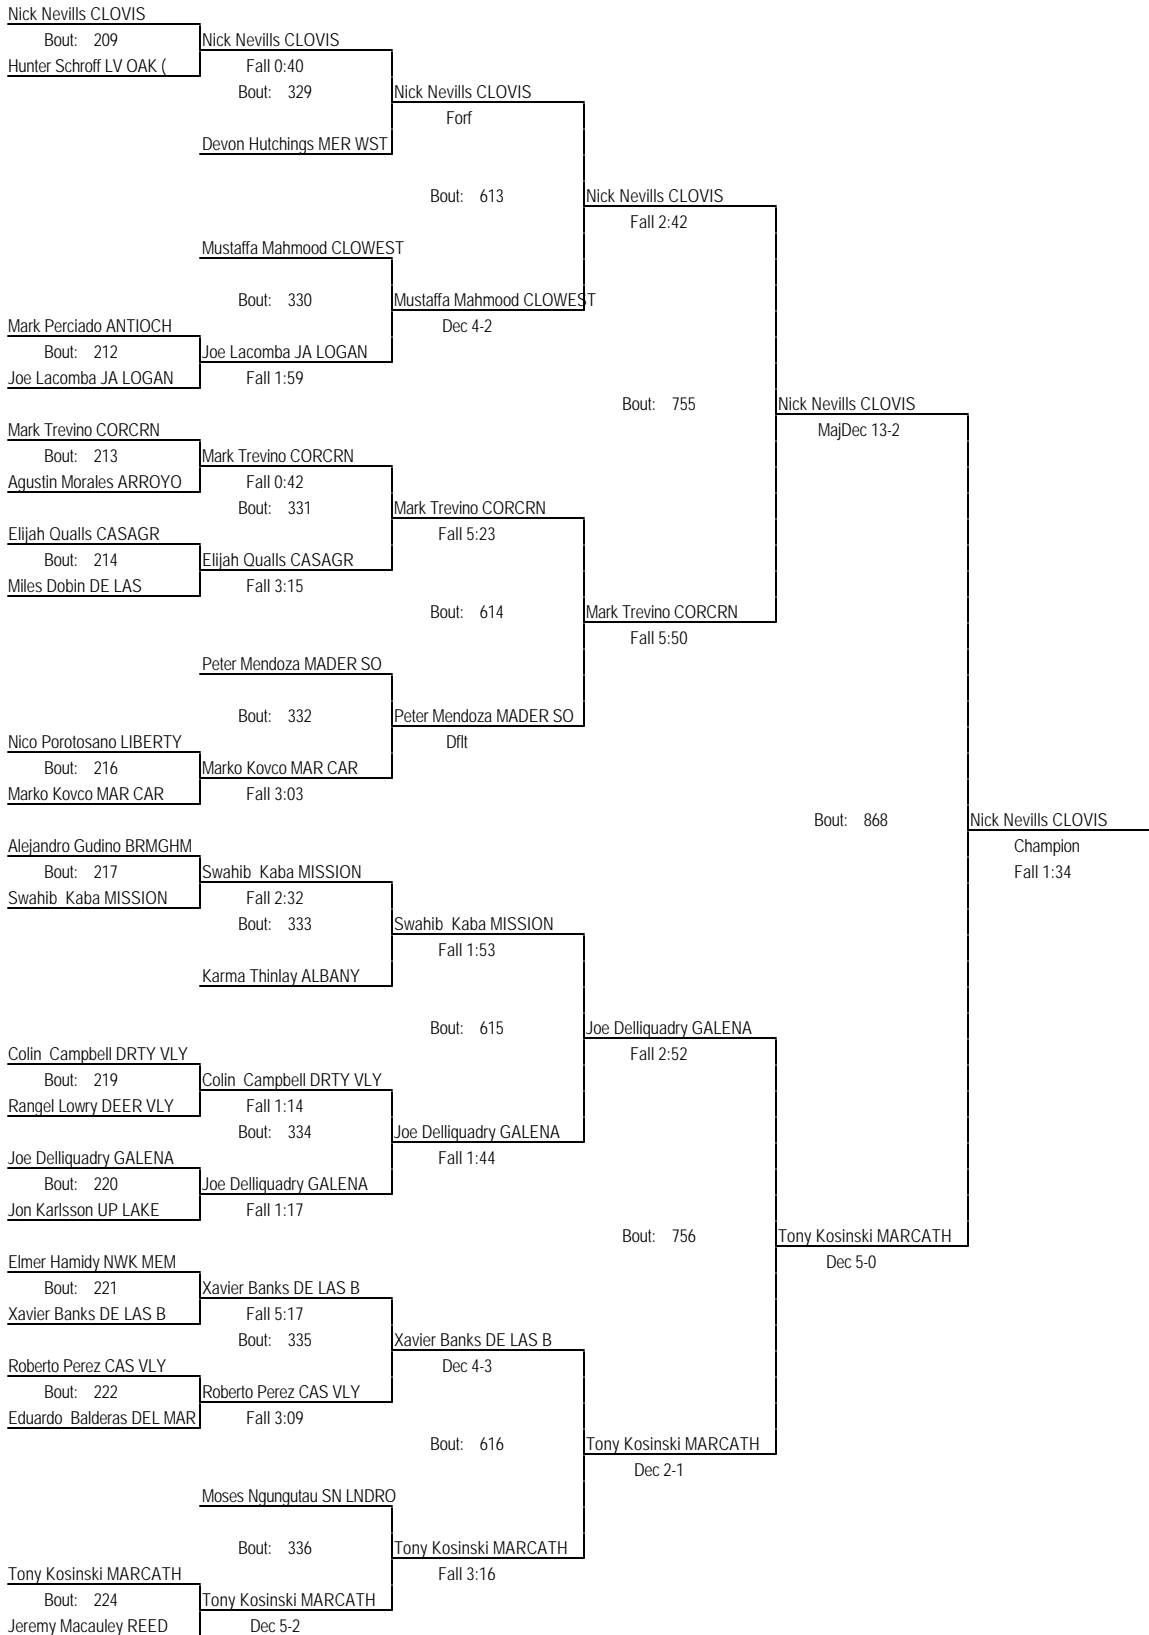 Nick Nevills CLOVIS
Bout: 209
Nick Nevills CLOVIS
Hunter Schroff LV OAK (
Fall 0:40
Bout: 329
Nick Nevills CLOVIS
Forf
Devon Hutchings MER WST
Bout: 613
Nick Nevills CLOVIS
Fall 2:42
Mustaffa Mahmood CLOWEST
Bout: 330
Mustaffa Mahmood CLOWEST
Mark Perciado ANTIOCH
Dec 4-2
Bout: 212
Joe Lacomba JA LOGAN
Joe Lacomba JA LOGAN
Fall 1:59
Bout: 755
Nick Nevills CLOVIS
Mark Trevino CORCRN
MajDec 13-2
Bout: 213
Mark Trevino CORCRN
Agustin Morales ARROYO
Fall 0:42
Bout: 331
Mark Trevino CORCRN
Elijah Qualls CASAGR
Fall 5:23
Bout: 214
Elijah Qualls CASAGR
Miles Dobin DE LAS
Fall 3:15
Bout: 614
Mark Trevino CORCRN
Fall 5:50
Peter Mendoza MADER SO
Bout: 332
Peter Mendoza MADER SO
Nico Porotosano LIBERTY
Dflt
Bout: 216
Marko Kovco MAR CAR
Marko Kovco MAR CAR
Fall 3:03
Bout: 868
Nick Nevills CLOVIS
Alejandro Gudino BRMGHM
Champion
Bout: 217
Swahib Kaba MISSION
Fall 1:34
Swahib Kaba MISSION
Fall 2:32
Bout: 333
Swahib Kaba MISSION
Fall 1:53
Karma Thinlay ALBANY
Bout: 615
Joe Delliquadry GALENA
Colin Campbell DRTY VLY
Fall 2:52
Bout: 219
Colin Campbell DRTY VLY
Rangel Lowry DEER VLY
Fall 1:14
Bout: 334
Joe Delliquadry GALENA
Joe Delliquadry GALENA
Fall 1:44
Bout: 220
Joe Delliquadry GALENA
Jon Karlsson UP LAKE
Fall 1:17
Bout: 756
Tony Kosinski MARCATH
Elmer Hamidy NWK MEM
Dec 5-0
Bout: 221
Xavier Banks DE LAS B
Xavier Banks DE LAS B
Fall 5:17
Bout: 335
Xavier Banks DE LAS B
Roberto Perez CAS VLY
Dec 4-3
Bout: 222
Roberto Perez CAS VLY
Eduardo Balderas DEL MAR
Fall 3:09
Bout: 616
Tony Kosinski MARCATH
Dec 2-1
Moses Ngungutau SN LNDRO
Bout: 336
Tony Kosinski MARCATH
Tony Kosinski MARCATH
Fall 3:16
Bout: 224
Tony Kosinski MARCATH
Jeremy Macauley REED
Dec 5-2